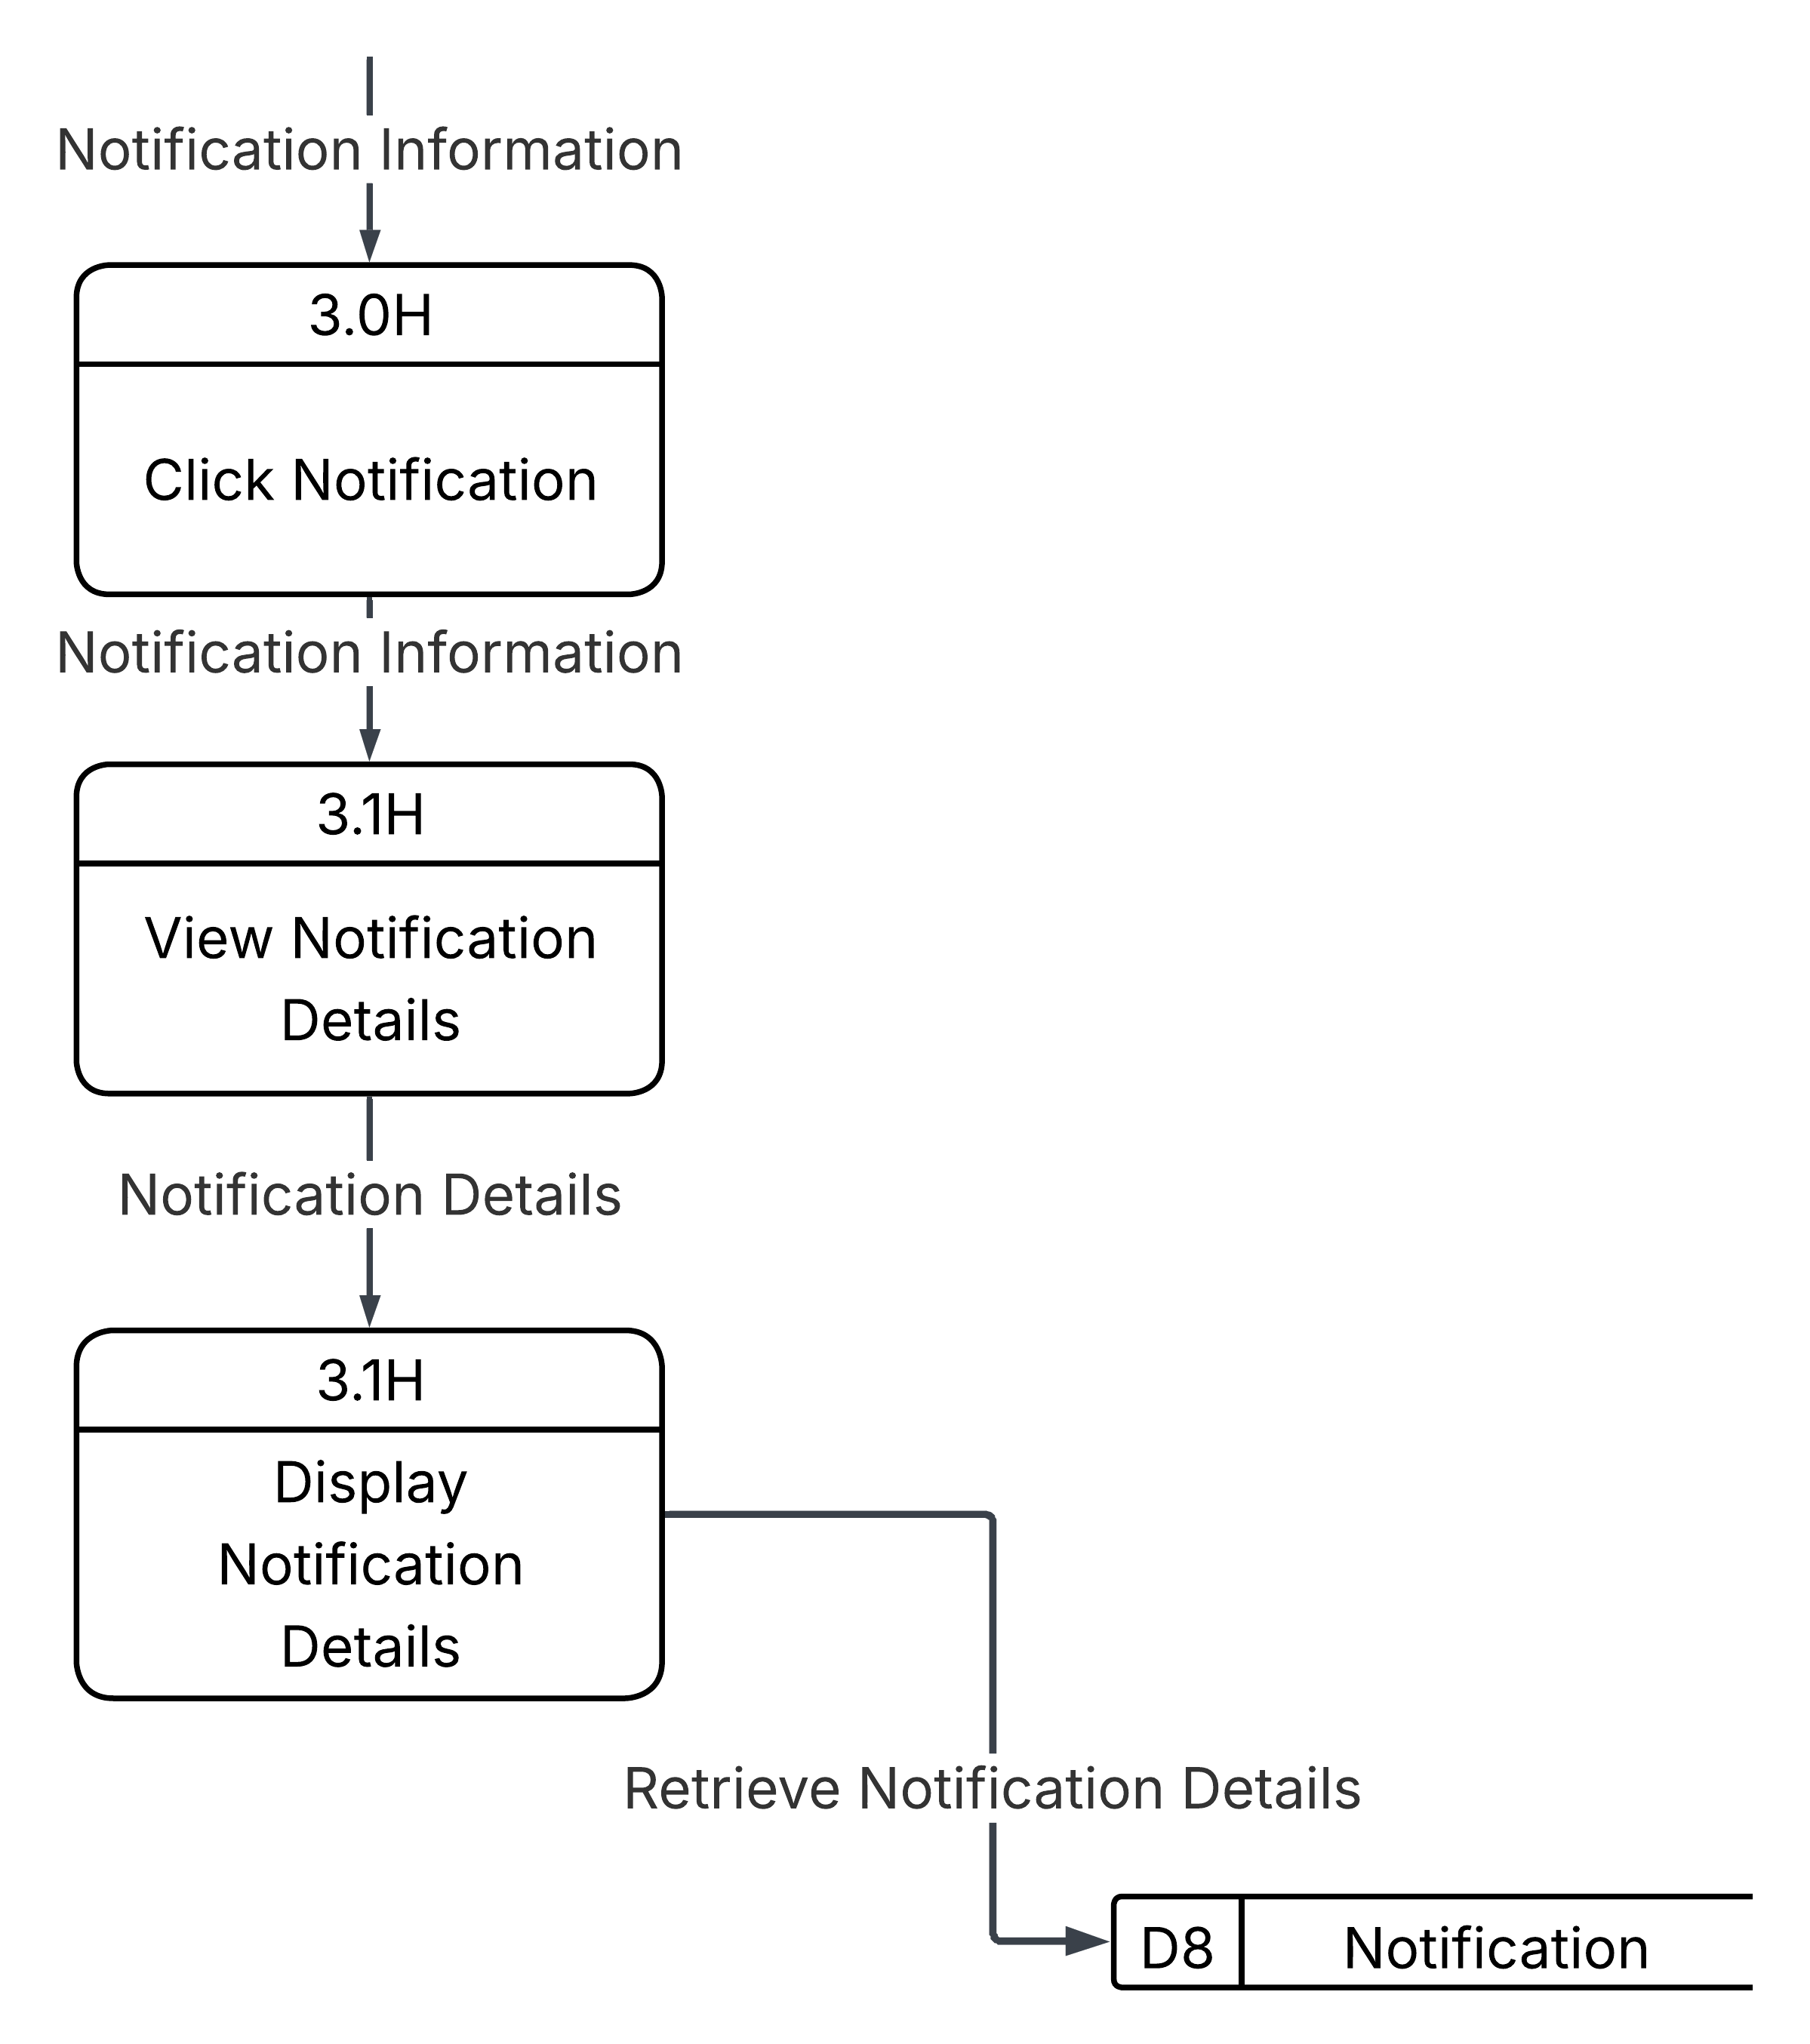 Notification Information
3.0H
Click Notification
Notification Information
3.1H
View Notification
Details
Notification Details
3.1H
Display
Notification
Details
Retrieve Notification Details
D8
Notification